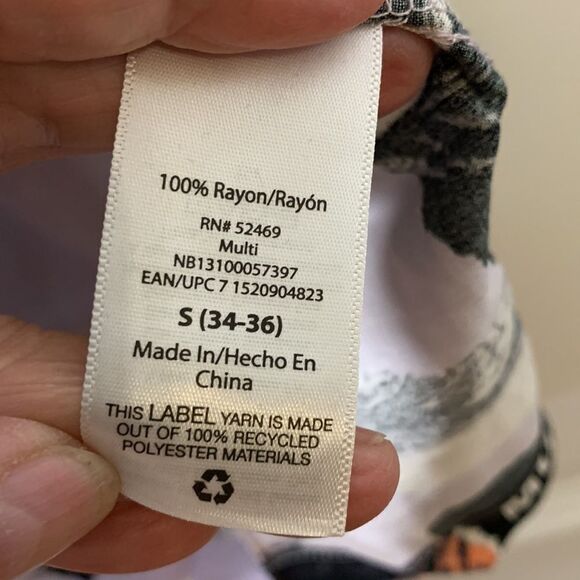 100% Rayon/Rayón
RN# 52469
Multi
NB13100057397
EAN/UPC 7 1520904823
S (34-36)
Made In/Hecho En
China
THIS LABEL YARN IS MADE
OUT OF 100% RECYCLED
POLYESTER MATERIALS